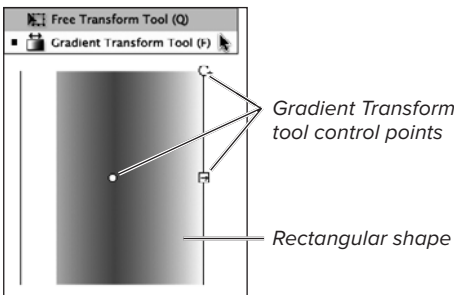 Free Transform Tool (Q)
Gradient Transform Tool (F)
Gradient Transform
tool control points
Rectangular shape